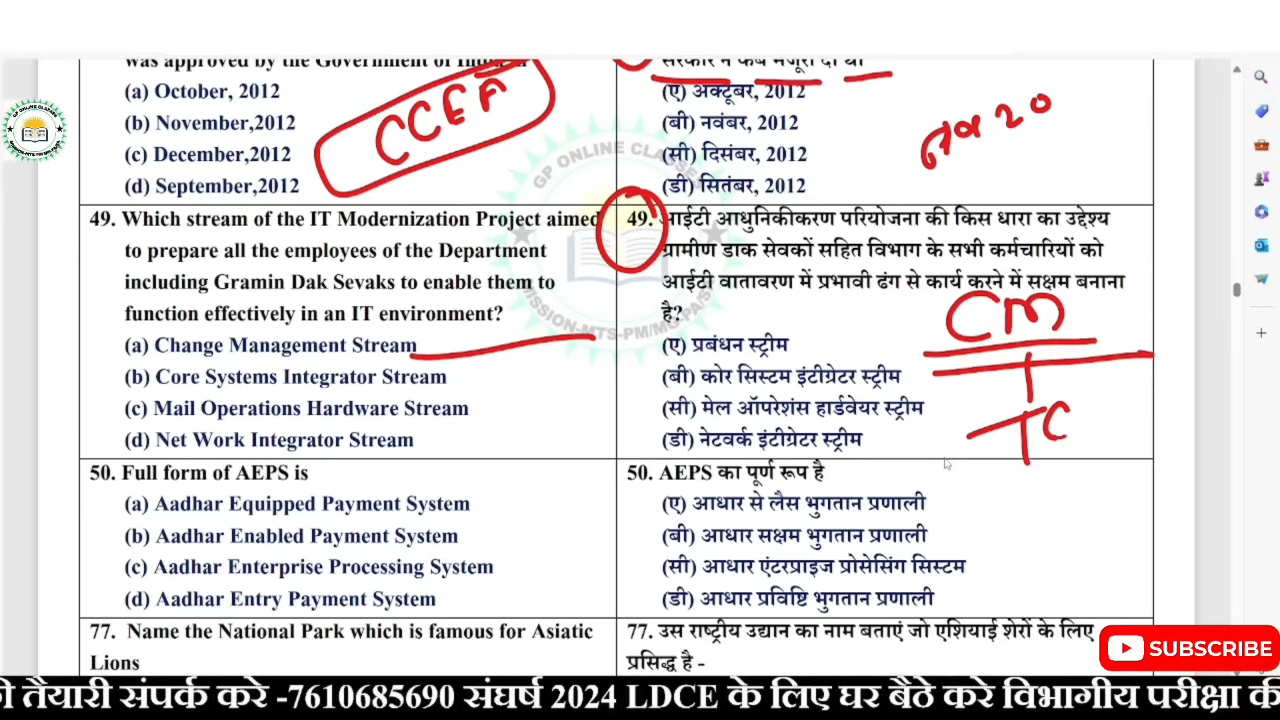 was approved by the Government of India in
(a) October, 2012
(b) November,2012
(c) December,2012
(d) September,2012
सरकार ने कब मंजूरी दी थी
(ए) अक्टूबर, 2012
(बी) नवंबर, 2012
(सी) दिसंबर, 2012
(डी) सितंबर, 2012
CCEA
नव 20
49. Which stream of the IT Modernization Project aimed
to prepare all the employees of the Department
including Gramin Dak Sevaks to enable them to
function effectively in an IT environment?
(a) Change Management Stream
(b) Core Systems Integrator Stream
(c) Mail Operations Hardware Stream
(d) Net Work Integrator Stream
49. आईटी आधुनिकीकरण परियोजना की किस धारा का उद्देश्य
ग्रामीण डाक सेवकों सहित विभाग के सभी कर्मचारियों को
आईटी वातावरण में प्रभावी ढंग से कार्य करने में सक्षम बनाना
है?
(ए) प्रबंधन स्ट्रीम
(बी) कोर सिस्टम इंटीग्रेटर स्ट्रीम
(सी) मेल ऑपरेशंस हार्डवेयर स्ट्रीम
(डी) नेटवर्क इंटीग्रेटर स्ट्रीम
CM
TC
50. Full form of AEPS is
(a) Aadhar Equipped Payment System
(b) Aadhar Enabled Payment System
(c) Aadhar Enterprise Processing System
(d) Aadhar Entry Payment System
50. AEPS का पूर्ण रूप है
(ए) आधार से लैस भुगतान प्रणाली
(बी) आधार सक्षम भुगतान प्रणाली
(सी) आधार एंटरप्राइज प्रोसेसिंग सिस्टम
(डी) आधार प्रविष्टि भुगतान प्रणाली
77. Name the National Park which is famous for Asiatic
Lions
77. उस राष्ट्रीय उद्यान का नाम बताएं जो एशियाई शेरों के लिए
प्रसिद्ध है -
GP ONLINE CLASSES
SUBSCRIBE
की तैयारी संपर्क करे -7610685690 संघर्ष 2024 LDCE के लिए घर बैठे करे विभागीय परीक्षा की